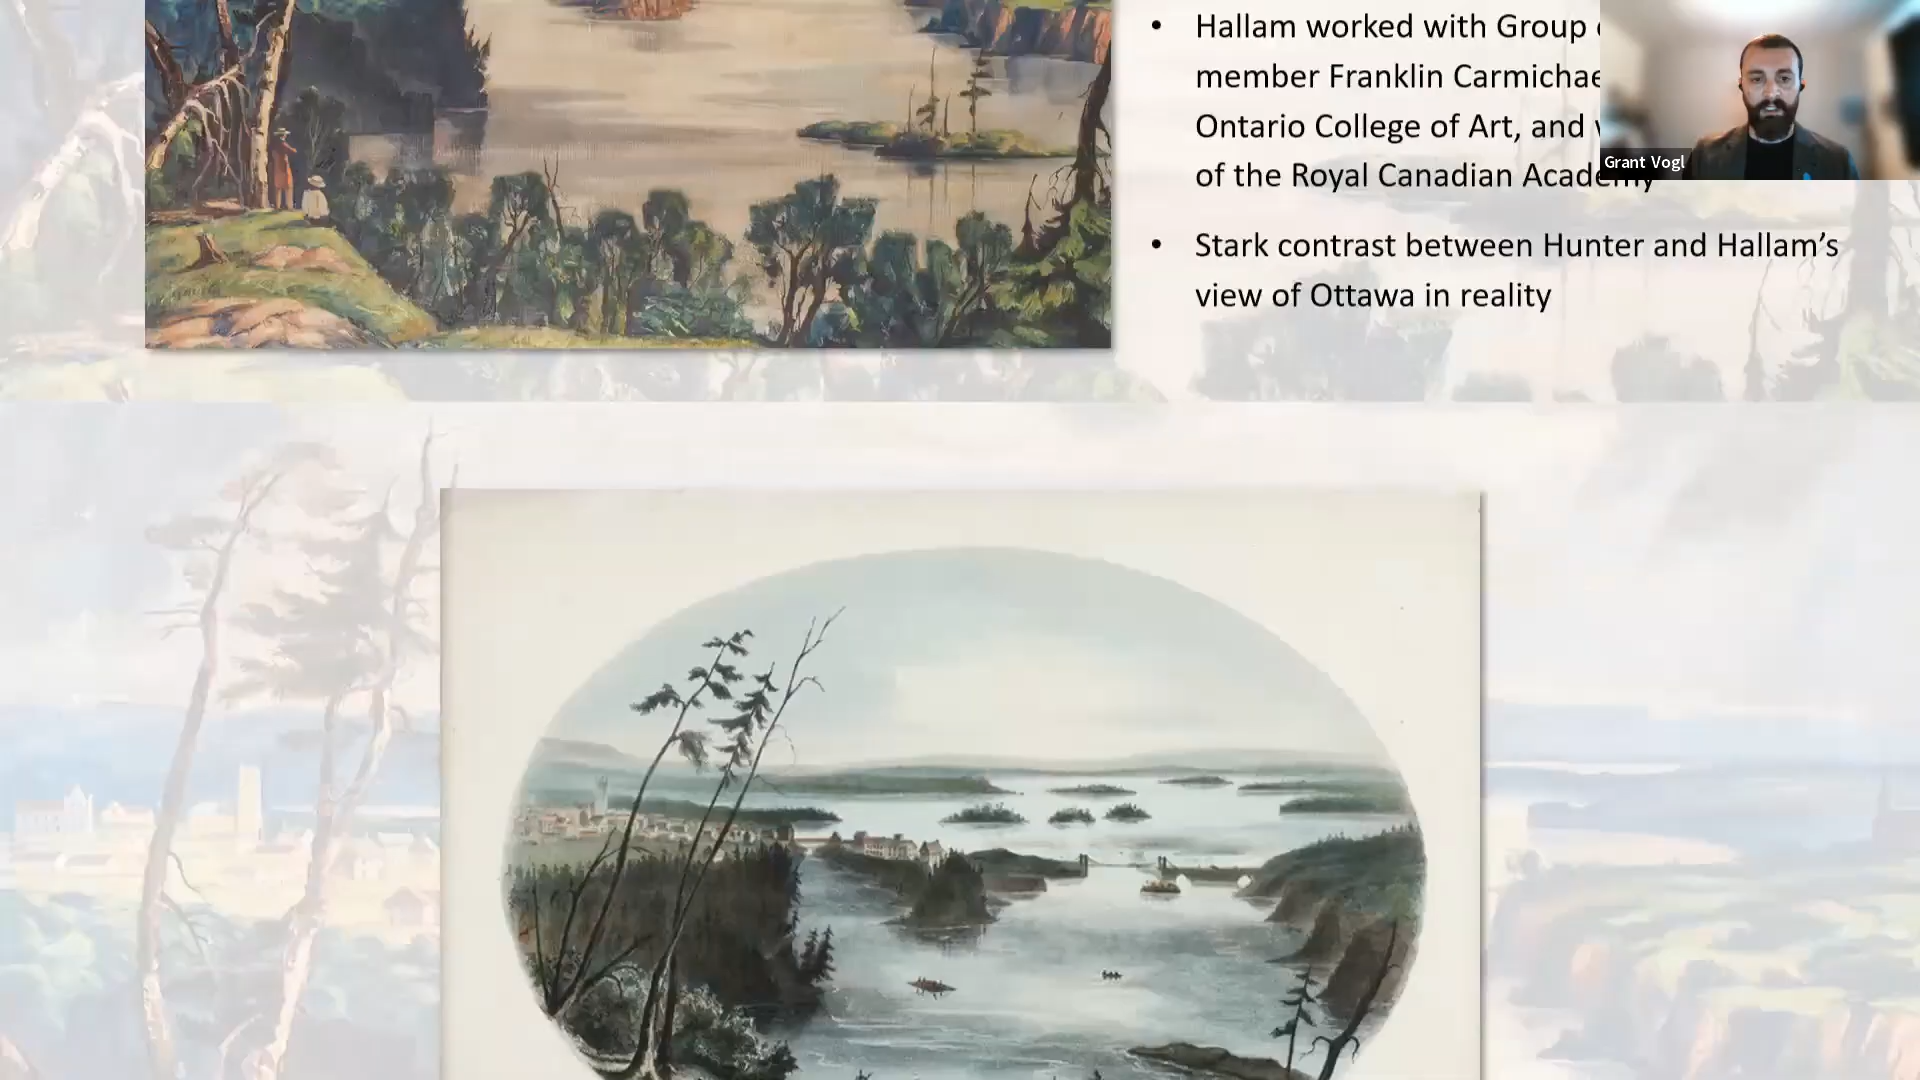 • Hallam worked with Group
member Franklin Carmichae
Ontario College of Art, and
of the Royal Canadian Academy
Grant Vogl
• Stark contrast between Hunter and Hallam’s
view of Ottawa in reality